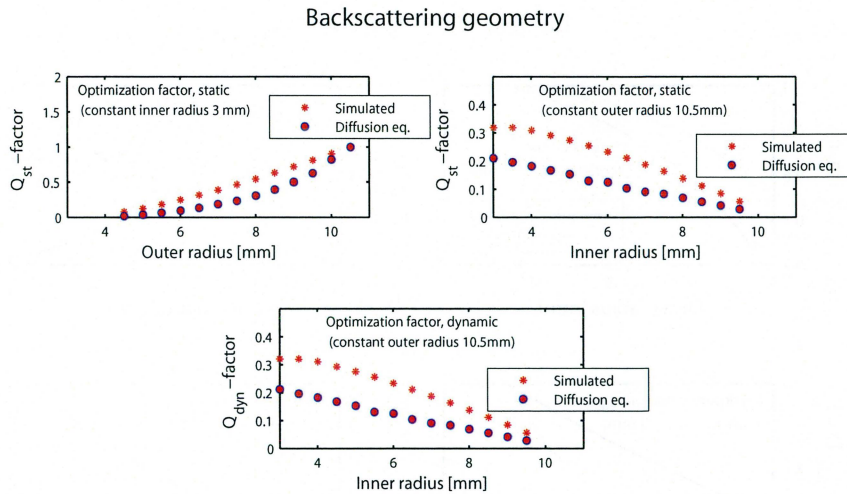 Backscattering geometry
2
1.5
1
0.5
0
Q st -factor
Optimization factor, static
(constant inner radius 3 mm)
Simulated
Diffusion eq.
4 6 8 10
Outer radius [mm]
0.4
0.3
0.2
0.1
0
Q st -factor
Optimization factor, static
(constant outer radius 10.5mm)
Simulated
Diffusion eq.
4 6 8 10
Inner radius [mm]
0.4
0.3
0.2
0.1
0
Q dyn -factor
Optimization factor, dynamic
(constant outer radius 10.5mm)
Simulated
Diffusion eq.
4 6 8 10
Inner radius [mm]